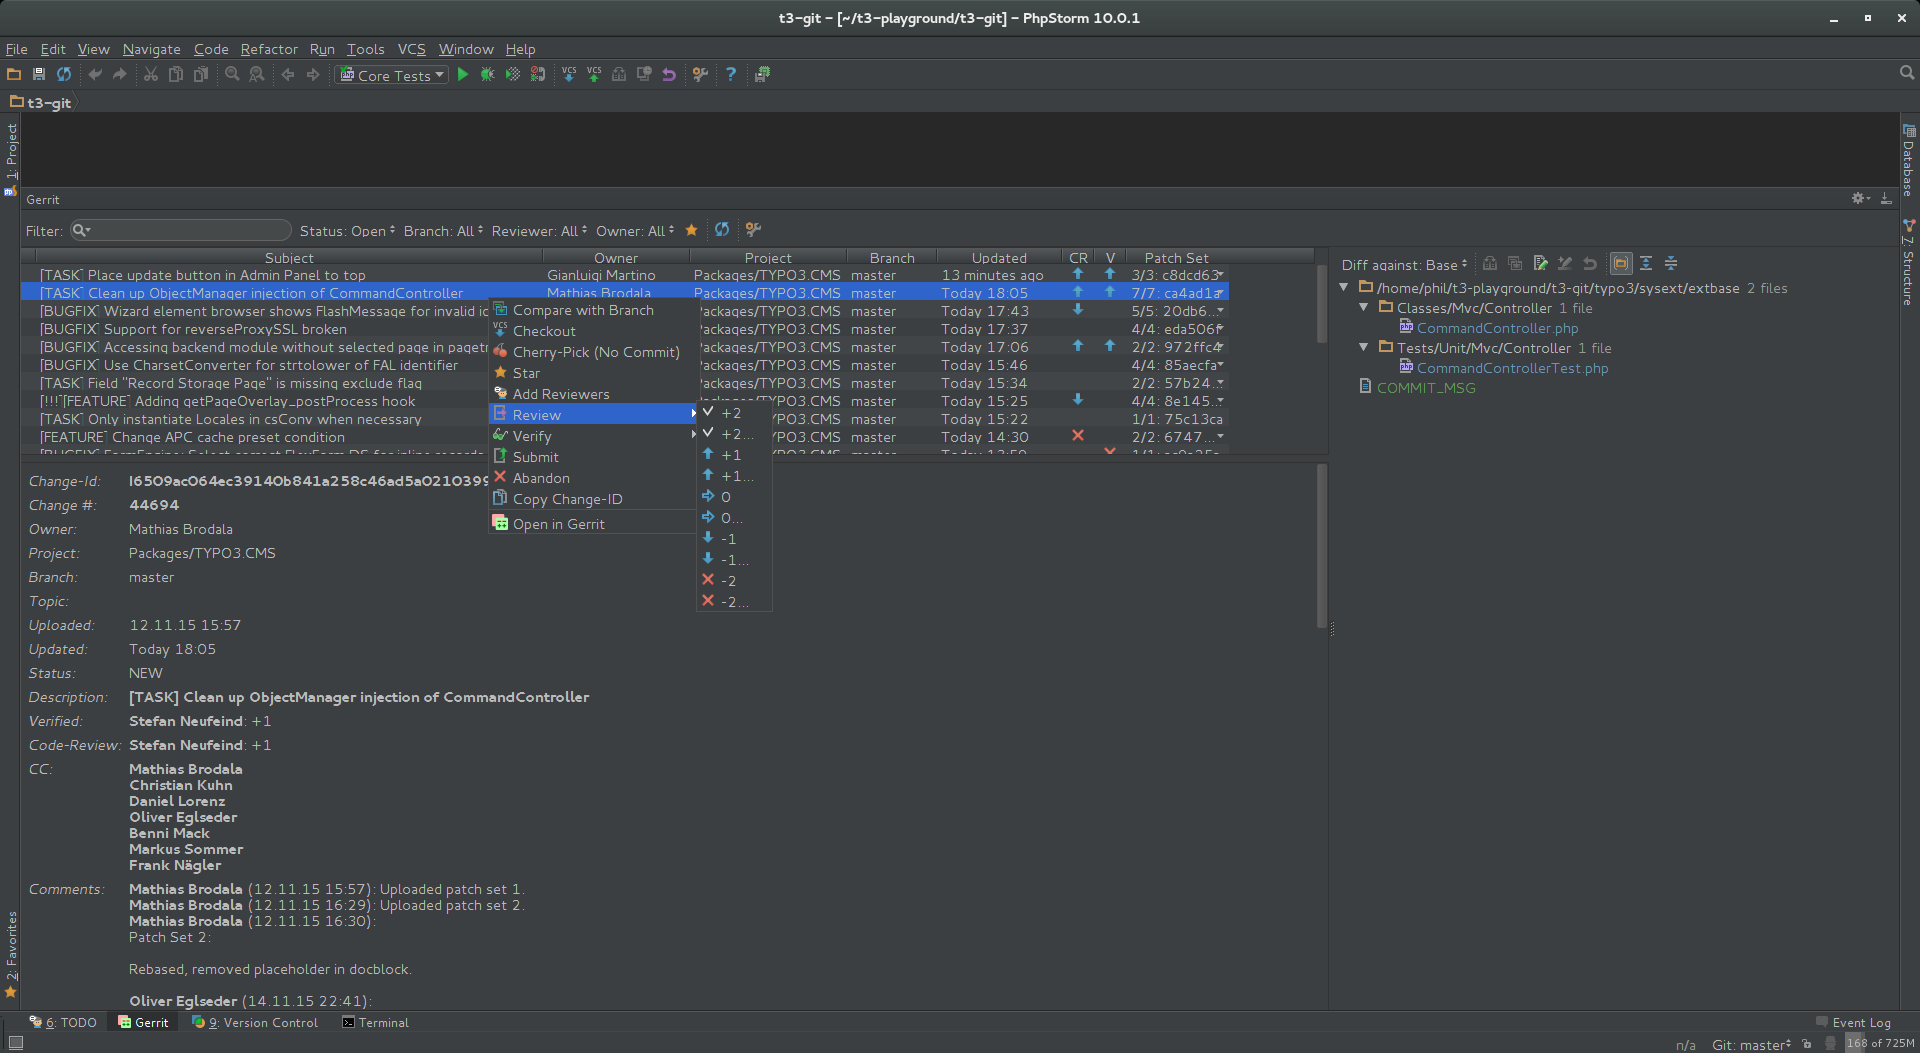 t3-git – [~/t3-playground/t3-git] – PhpStorm 10.0.1
File Edit View Navigate Code Refactor Run Tools VCS Window Help
Core Tests
t3-git
1: Project
Gerrit
Filter: Status: Open Branch: All Reviewer: All Owner: All
Subject Owner Project Branch Updated CR V Patch Set
[TASK] Place update button in Admin Panel to top Gianluigi Martino Packages/TYPO3.CMS master 13 minutes ago 3/3: c8dcd63
[TASK] Clean up ObjectManager injection of CommandController Mathias Brodala Packages/TYPO3.CMS master Today 18:05 7/7: ca4ad1a
[BUGFIX] Wizard element browser shows FlashMessage for invalid Packages/TYPO3.CMS master Today 17:43 5/5: 20db6...
[BUGFIX] Support for reverseProxySSL broken Packages/TYPO3.CMS master Today 17:37 4/4: eda506f
[BUGFIX] Accessing backend module without selected page in Packages/TYPO3.CMS master Today 17:06 2/2: 972ffc4
[BUGFIX] Use CharsetConverter for strtolower of FAL identifier Packages/TYPO3.CMS master Today 15:46 4/4: 85aecfa
[TASK] Field "Record Storage Page" is missing exclude flag Packages/TYPO3.CMS master Today 15:34 2/2: 57b24...
[!!!][FEATURE] Adding getPageOverlay_postProcess hook YPO3.CMS master Today 15:25 4/4: 8e145...
[TASK] Only instantiate Locales in csConv when necessary YPO3.CMS master Today 15:22 1/1: 75c13ca
[FEATURE] Change APC cache preset condition YPO3.CMS master Today 14:30 2/2: 6747...
[BUGFIX] FormEngine: Select correct FlexForm DS for inline records YPO3.CMS master
Compare with Branch
Checkout
Cherry-Pick (No Commit)
Star
Add Reviewers
Review
Verify
Submit
Abandon
Copy Change-ID
Open in Gerrit
+2
+2...
+1
+1...
0
0...
-1
-1...
-2
-2...
Diff against: Base
/home/phil/t3-playground/t3-git/typo3/sysext/extbase 2 files
Classes/Mvc/Controller 1 file
CommandController.php
Tests/Unit/Mvc/Controller 1 file
CommandControllerTest.php
COMMIT_MSG
Database
7: Structure
Change-Id: I6509ac064ec39140b841a258c46ad5a0210399
Change #: 44694
Owner: Mathias Brodala
Project: Packages/TYPO3.CMS
Branch: master
Topic:
Uploaded: 12.11.15 15:57
Updated: Today 18:05
Status: NEW
Description: [TASK] Clean up ObjectManager injection of CommandController
Verified: Stefan Neufeind: +1
Code-Review: Stefan Neufeind: +1
CC: Mathias Brodala
Christian Kuhn
Daniel Lorenz
Oliver Eglseder
Benni Mack
Markus Sommer
Frank Nägler
Comments: Mathias Brodala (12.11.15 15:57): Uploaded patch set 1.
Mathias Brodala (12.11.15 16:29): Uploaded patch set 2.
Mathias Brodala (12.11.15 16:30):
Patch Set 2:
Rebased, removed placeholder in docblock.
Oliver Eglseder (14.11.15 22:41):
2: Favorites
6: TODO Gerrit 9: Version Control Terminal Event Log
n/a Git: master 168 of 725M